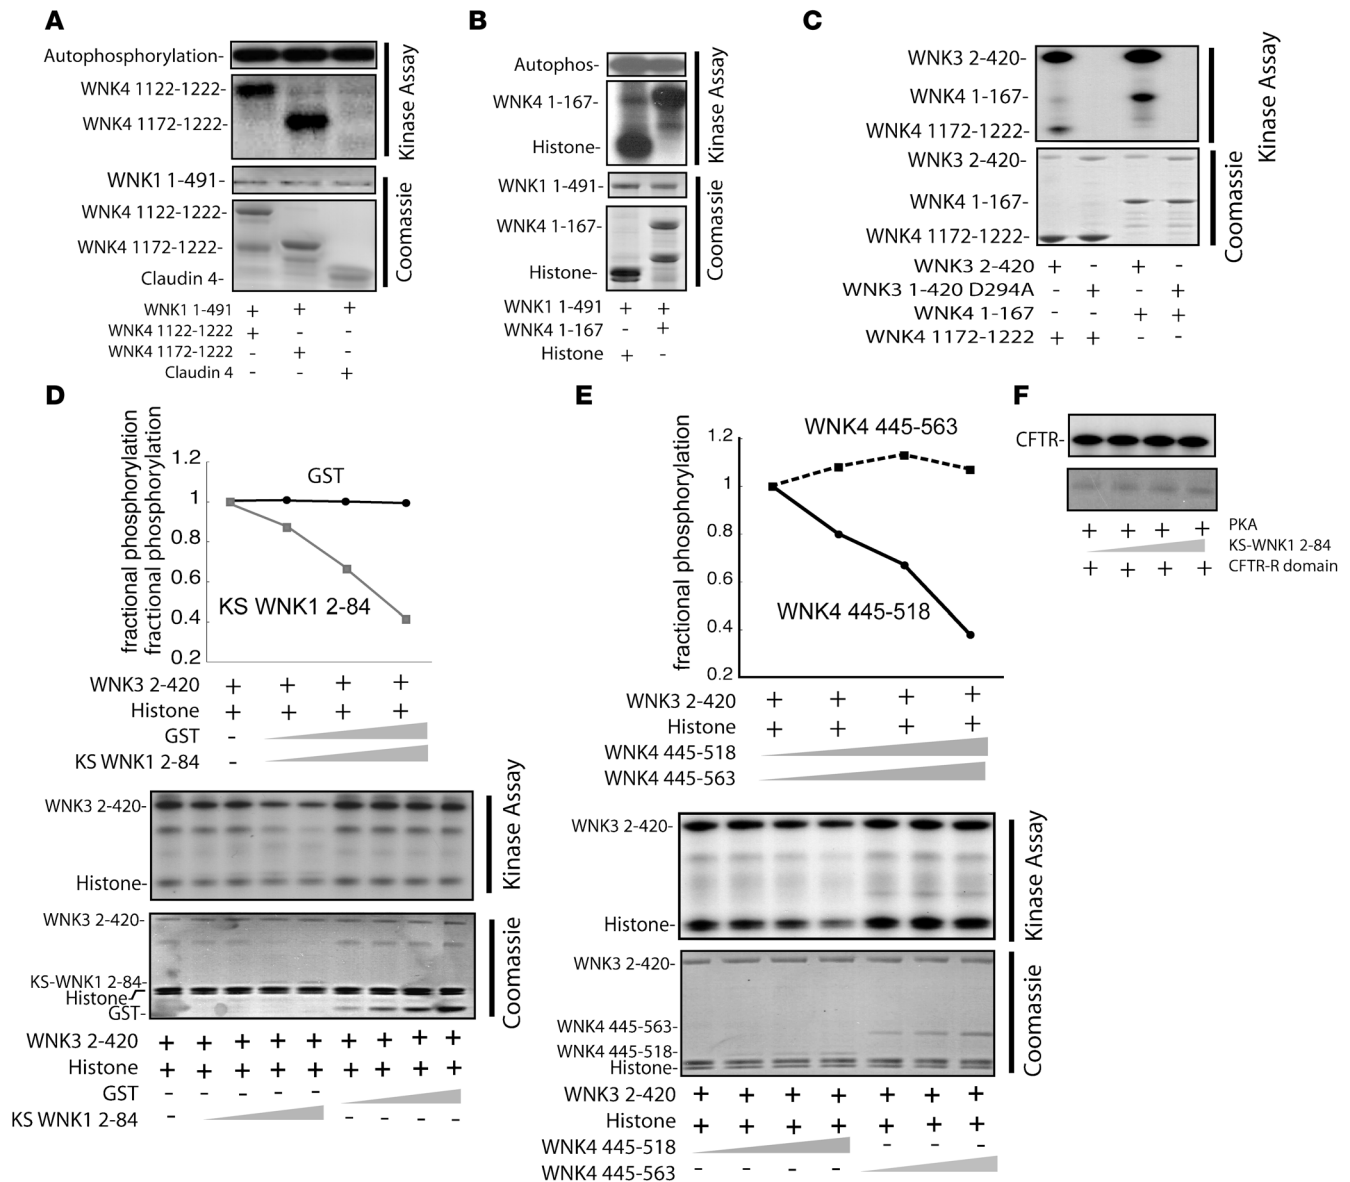 A
Autophosphorylation-
WNK4 1122-1222-
WNK4 1172-1222-
Kinase Assay
WNK1 1-491-
WNK4 1122-1222-
WNK4 1172-1222-
Claudin 4-
Coomassie
WNK1 1-491 + + +
WNK4 1122-1222 + - -
WNK4 1172-1222 - + -
Claudin 4 - - +
B
Autophos-
WNK4 1-167-
Histone-
Kinase Assay
WNK1 1-491-
WNK4 1-167-
Histone-
Coomassie
WNK1 1-491 + +
WNK4 1-167 - +
Histone + -
C
WNK3 2-420-
WNK4 1-167-
WNK4 1172-1222-
Kinase Assay
WNK3 2-420-
WNK4 1-167-
WNK4 1172-1222-
Coomassie
WNK3 2-420 + - + -
WNK3 1-420 D294A - + - +
WNK4 1-167 - - + +
WNK4 1172-1222 + + - -
D
fractional phosphorylation
fractional phosphorylation
1.2
1
0.8
0.6
0.4
0.2
GST
KS WNK1 2-84
WNK3 2-420 + + + +
Histone + + + +
GST -
KS WNK1 2-84 -
WNK3 2-420-
Histone-
Kinase Assay
WNK3 2-420-
KS-WNK1 2-84-
Histone-
GST-
Coomassie
WNK3 2-420 + + + + + + + + +
Histone + + + + + + + + +
GST - - - - -
KS WNK1 2-84 - - - - -
E
fractional phosphorylation
1.2
1
0.8
0.6
0.4
0.2
WNK4 445-563
WNK4 445-518
WNK3 2-420 + + + +
Histone + + + +
WNK4 445-518
WNK4 445-563
WNK3 2-420-
Histone-
Kinase Assay
WNK3 2-420-
WNK4 445-563-
WNK4 445-518-
Histone-
Coomassie
WNK3 2-420 + + + + + + +
Histone + + + + + + +
WNK4 445-518 - - -
WNK4 445-563 - - - -
F
CFTR-
+ + + + PKA
KS-WNK1 2-84
+ + + + CFTR-R domain